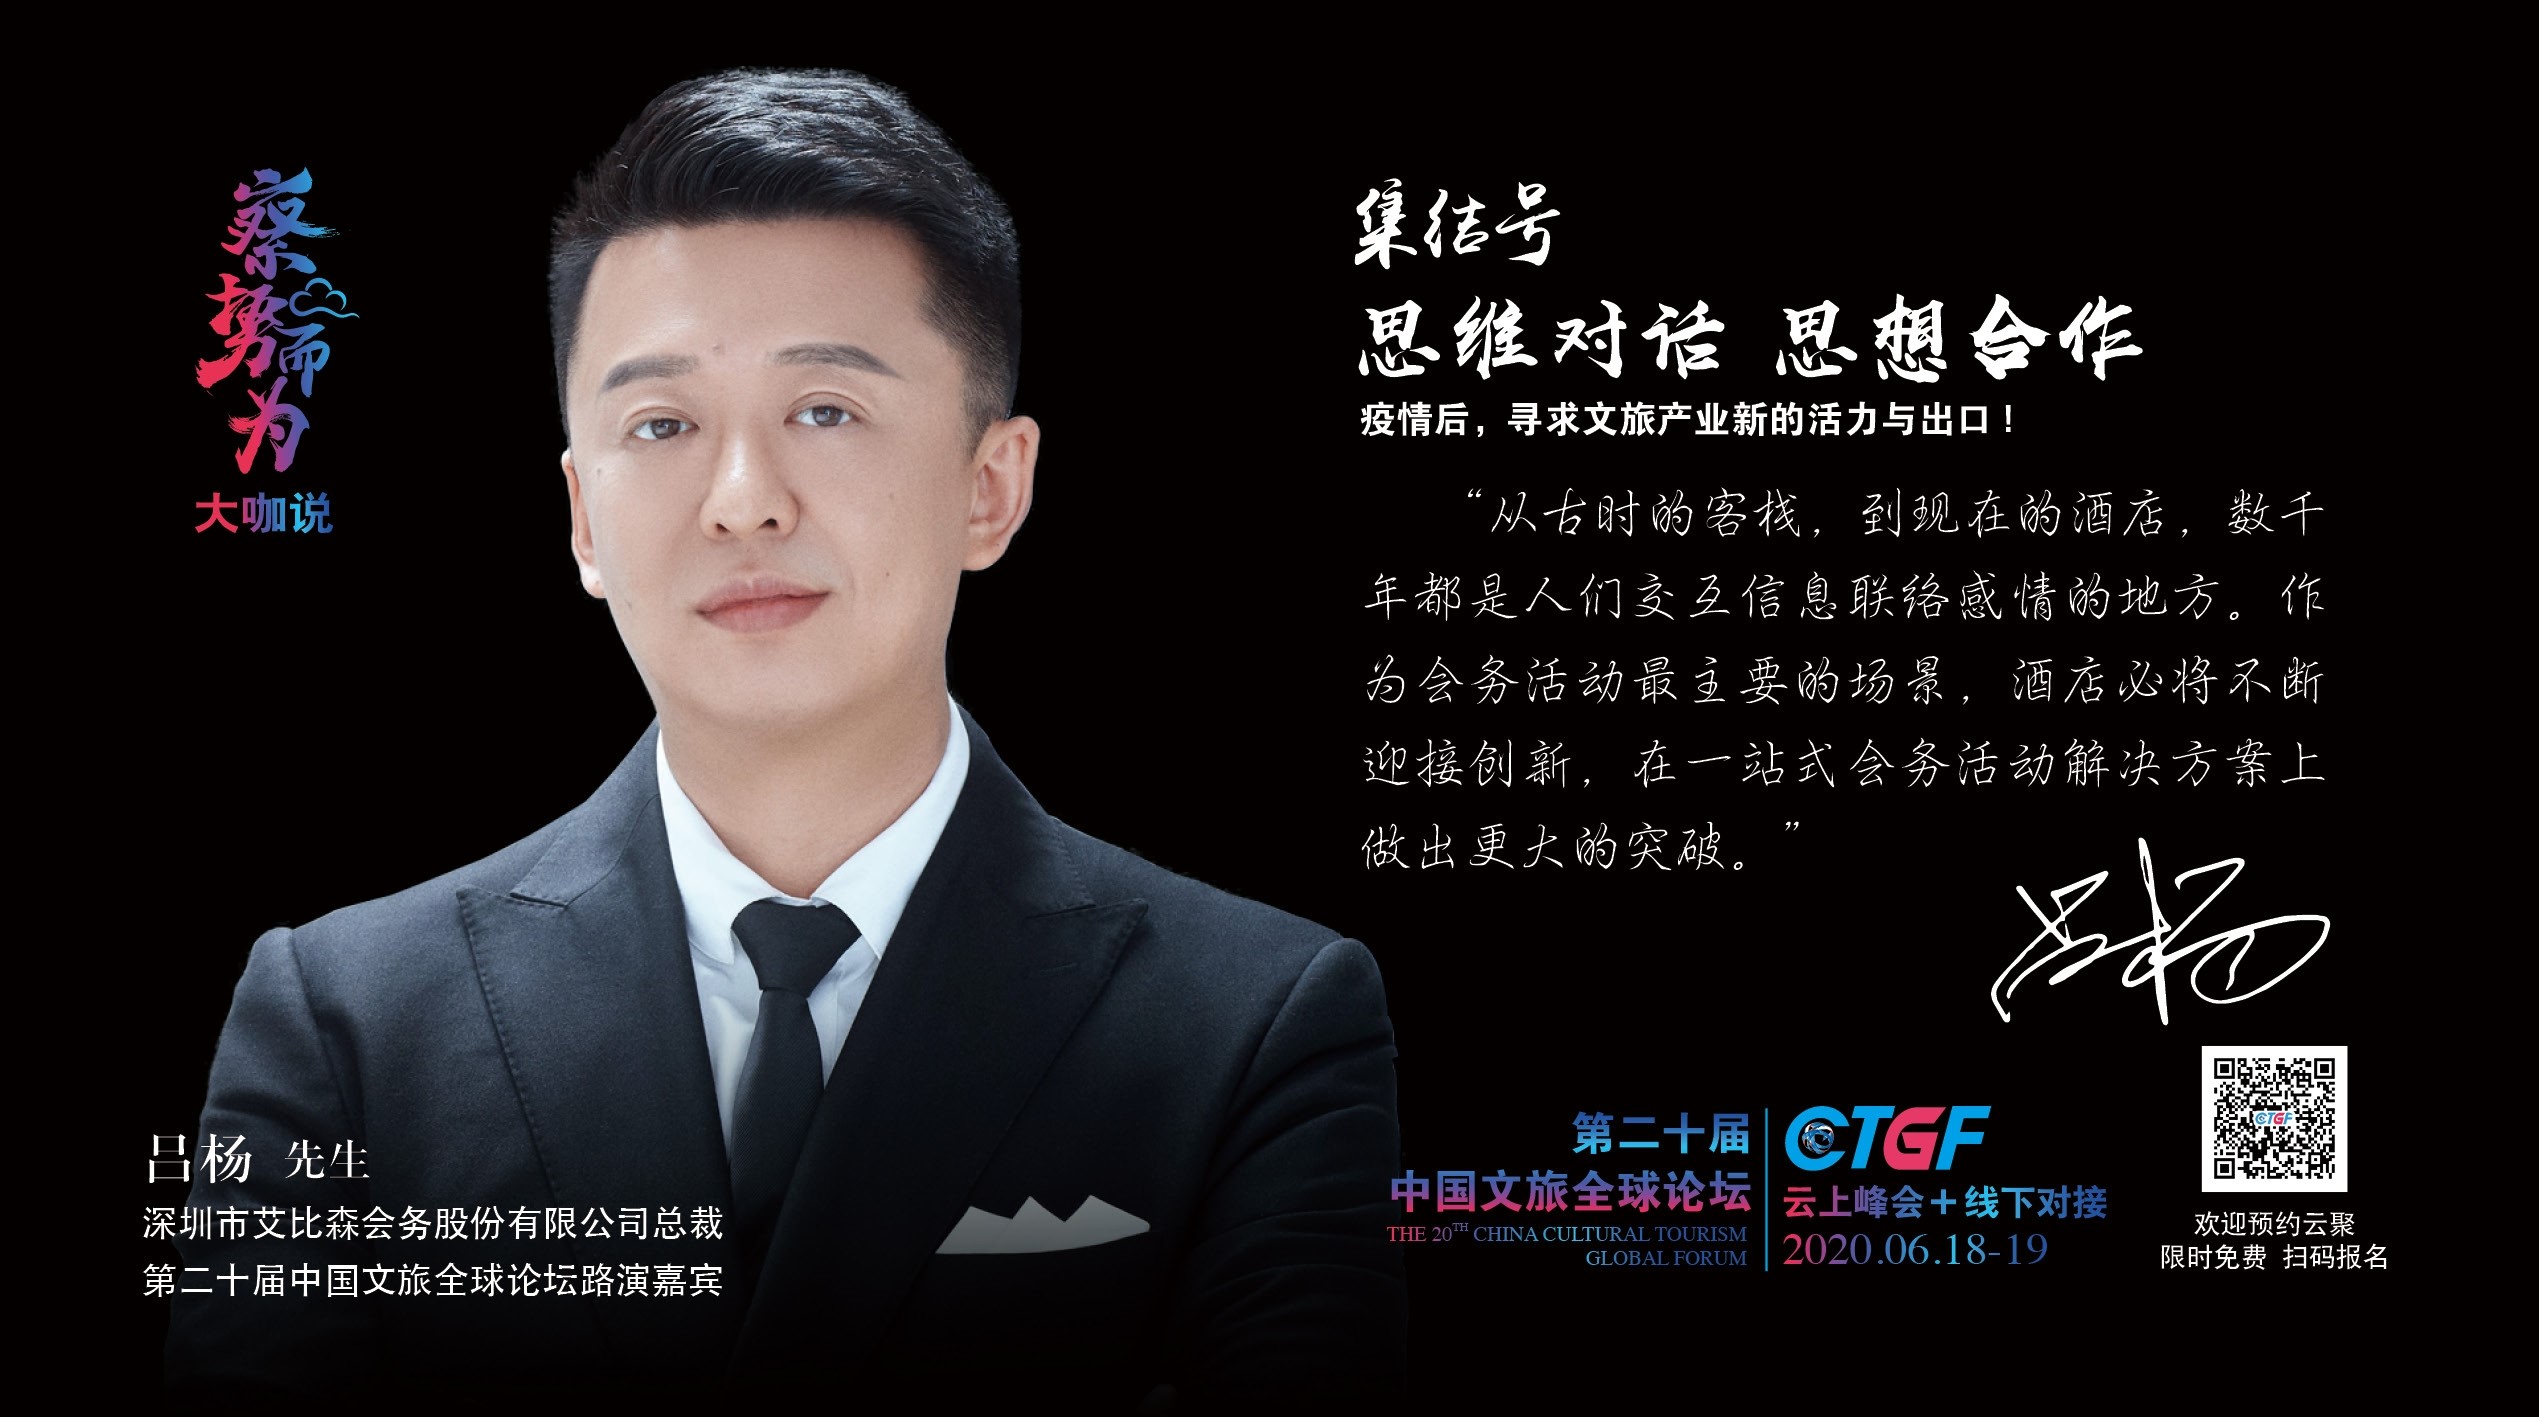 察势而为
大咖说
集结号
思维对话 思想合作
疫情后，寻求文旅产业新的活力与出口！
“从古时的客栈，到现在的酒店，数千
年都是人们交互信息联络感情的地方。作
为会务活动最主要的场景，酒店必将不断
迎接创新，在一站式会务活动解决方案上
做出更大的突破。”
吕杨
吕杨 先生
深圳市艾比森会务股份有限公司总裁
第二十届中国文旅全球论坛路演嘉宾
第二十届
中国文旅全球论坛
THE 20TH CHINA CULTURAL TOURISM
GLOBAL FORUM
CTGF
云上峰会+线下对接
2020.06.18-19
CTGF
欢迎预约云聚
限时免费 扫码报名